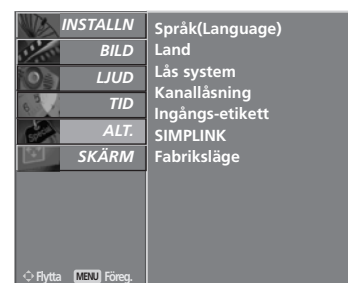 INSTALLN
BILD
LJUD
TID
ALT.
SKÄRM
Språk(Language)
Land
Lås system
Kanallåsning
Ingångs-etikett
SIMPLINK
Fabriksläge
Flytta MENU Föreg.